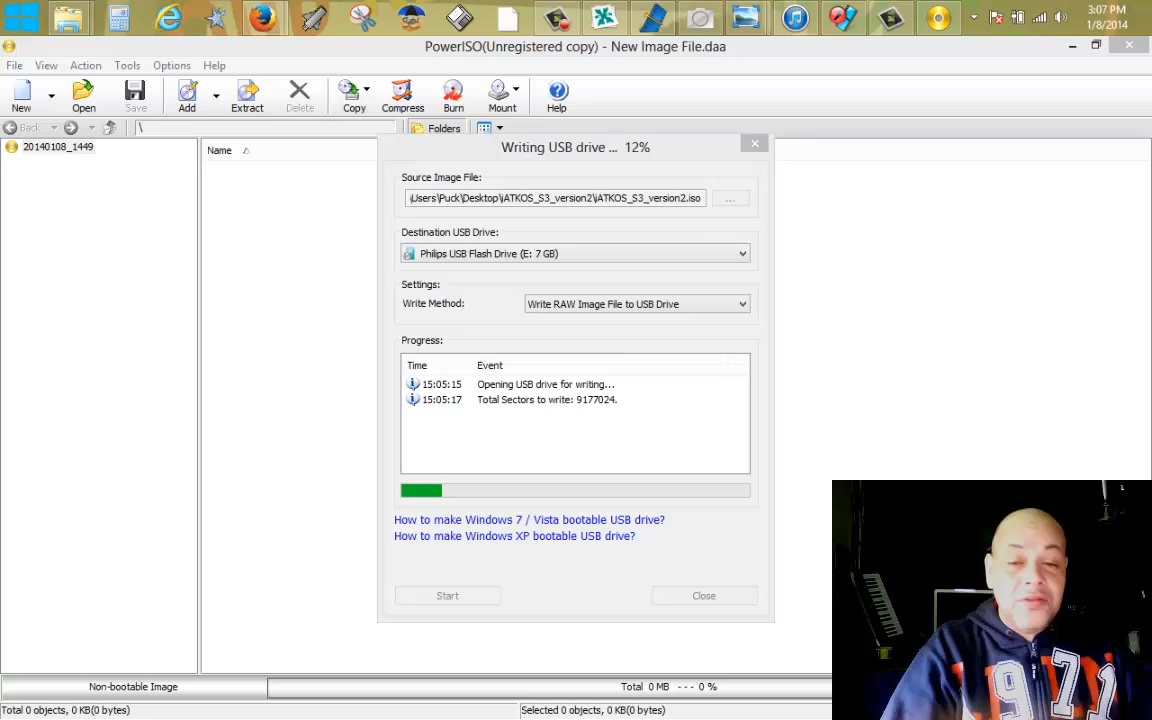 3:07 PM
1/8/2014
PowerISO(Unregistered copy) - New Image File.daa
File View Action Tools Options Help
New Open Save Add Extract Delete Copy Compress Burn Mount Help
Back \ Folders
20140108_1449
Name
Writing USB drive ... 12%
Source Image File:
\Users\Puck\Desktop\iATKOS_S3_version2\iATKOS_S3_version2.iso
...
Destination USB Drive:
Philips USB Flash Drive (E: 7 GB)
Settings:
Write Method: Write RAW Image File to USB Drive
Progress:
Time Event
15:05:15 Opening USB drive for writing...
15:05:17 Total Sectors to write: 9177024.
How to make Windows 7 / Vista bootable USB drive?
How to make Windows XP bootable USB drive?
Start Close
1971
Non-bootable Image Total 0 MB --- 0 %
Total 0 objects, 0 KB(0 bytes) Selected 0 objects, 0 KB(0 bytes)